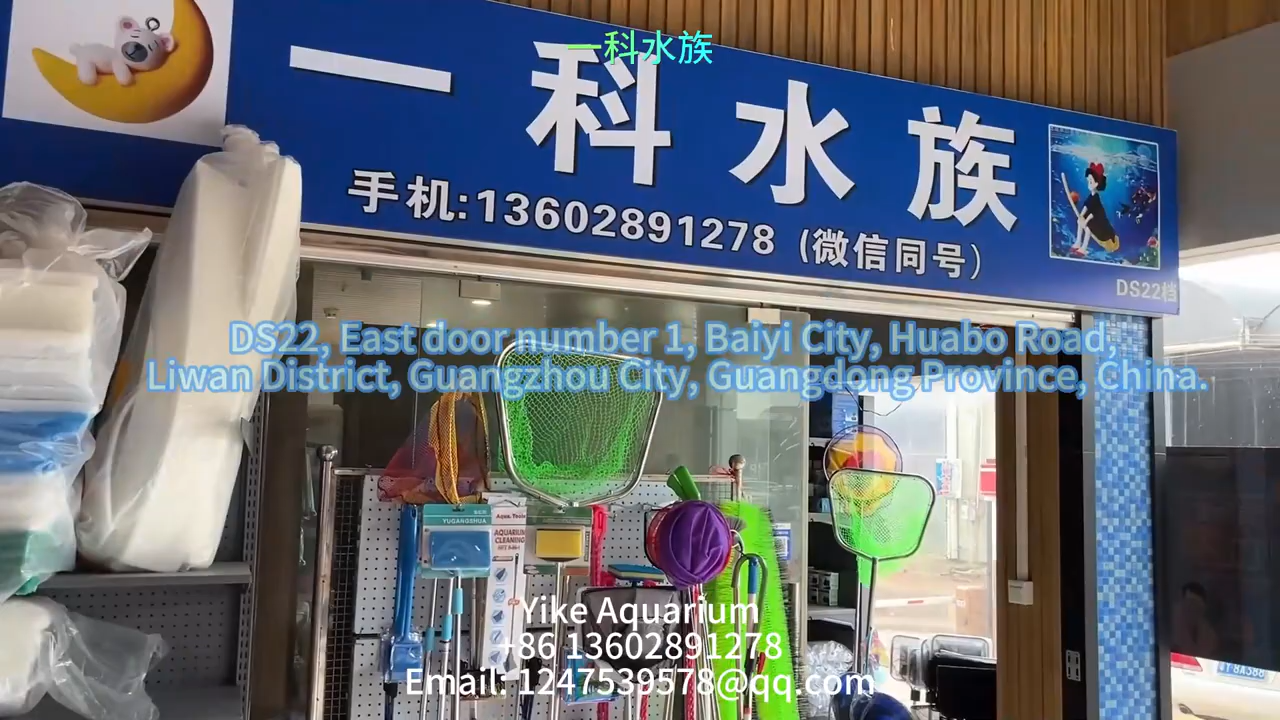 一科水族
一科水族
手机:13602891278 (微信同号)
DS22档
DS22, East door number 1, Baiyi City, Huabo Road,
Liwan District, Guangzhou City, Guangdong Province, China.
YUGANGSHUA
Aqua Tools
AQUARIUM
CLEANING
Yike Aquarium
+86 13602891278
Email: 1247539578@qq.com